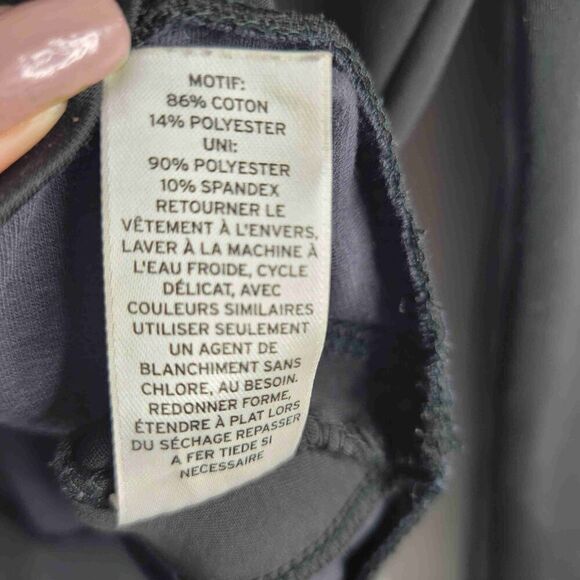 MOTIF:
86% COTON
14% POLYESTER
UNI:
90% POLYESTER
10% SPANDEX
RETOURNER LE
VÊTEMENT À L'ENVERS,
LAVER À LA MACHINE À
L'EAU FROIDE, CYCLE
DÉLICAT, AVEC
COULEURS SIMILAIRES
UTILISER SEULEMENT
UN AGENT DE
BLANCHIMENT SANS
CHLORE, AU BESOIN.
REDONNER FORME,
ÉTENDRE À PLAT LORS
DU SÉCHAGE REPASSER
A FER TIEDE SI
NECESSAIRE